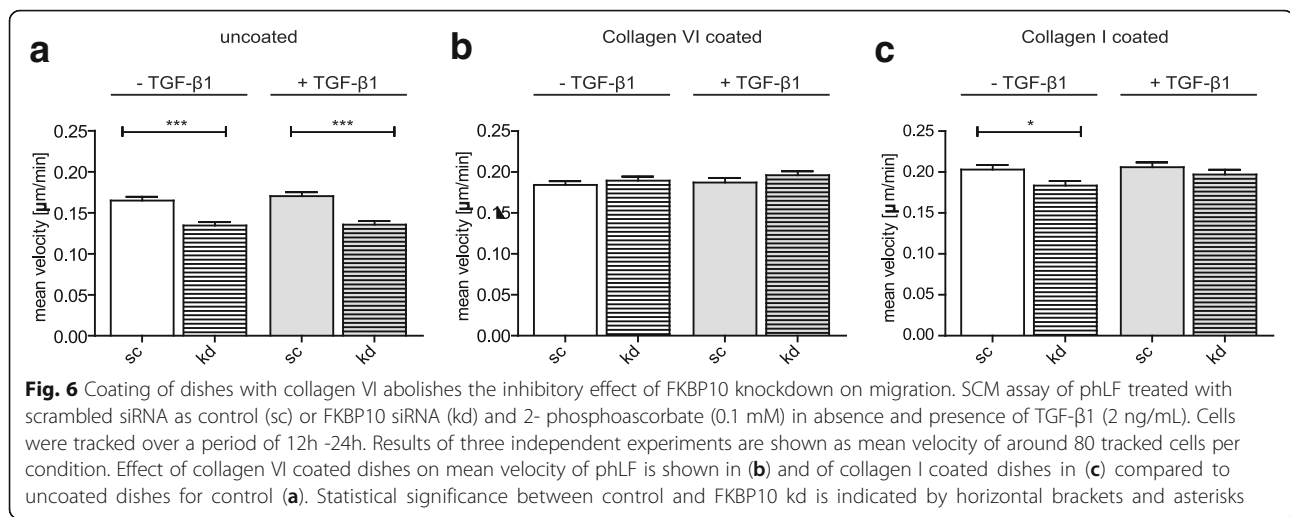 a
uncoated
- TGF-β1
+ TGF-β1
***
***
mean velocity [μm/min]
0.25
0.20
0.15
0.10
0.05
0.00
sc
kd
sc
kd
b
Collagen VI coated
- TGF-β1
+ TGF-β1
mean velocity [μm/min]
0.25
0.20
0.15
0.10
0.05
0.00
sc
kd
sc
kd
c
Collagen I coated
- TGF-β1
+ TGF-β1
*
mean velocity [μm/min]
0.25
0.20
0.15
0.10
0.05
0.00
sc
kd
sc
kd
Fig. 6 Coating of dishes with collagen VI abolishes the inhibitory effect of FKBP10 knockdown on migration. SCM assay of phLF treated with
scrambled siRNA as control (sc) or FKBP10 siRNA (kd) and 2- phosphoascorbate (0.1 mM) in absence and presence of TGF-β1 (2 ng/mL). Cells
were tracked over a period of 12h -24h. Results of three independent experiments are shown as mean velocity of around 80 tracked cells per
condition. Effect of collagen VI coated dishes on mean velocity of phLF is shown in (b) and of collagen I coated dishes in (c) compared to
uncoated dishes for control (a). Statistical significance between control and FKBP10 kd is indicated by horizontal brackets and asterisks